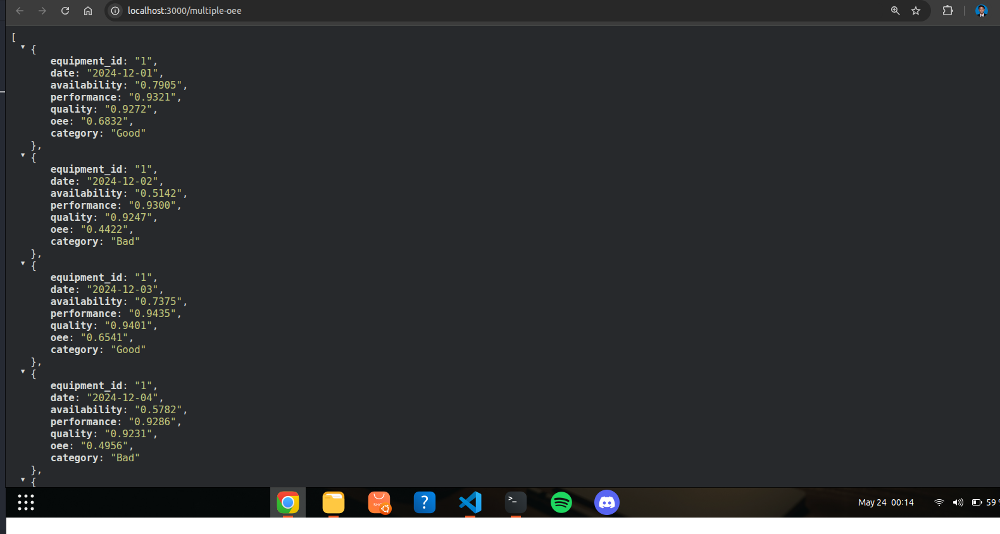 localhost:3000/multiple-oee
[
{
equipment_id: "1",
date: "2024-12-01",
availability: "0.7905",
performance: "0.9321",
quality: "0.9272",
oee: "0.6832",
category: "Good"
},
{
equipment_id: "1",
date: "2024-12-02",
availability: "0.5142",
performance: "0.9300",
quality: "0.9247",
oee: "0.4422",
category: "Bad"
},
{
equipment_id: "1",
date: "2024-12-03",
availability: "0.7375",
performance: "0.9435",
quality: "0.9401",
oee: "0.6541",
category: "Good"
},
{
equipment_id: "1",
date: "2024-12-04",
availability: "0.5782",
performance: "0.9286",
quality: "0.9231",
oee: "0.4956",
category: "Bad"
},
{
? >_ May 24 00:14 59